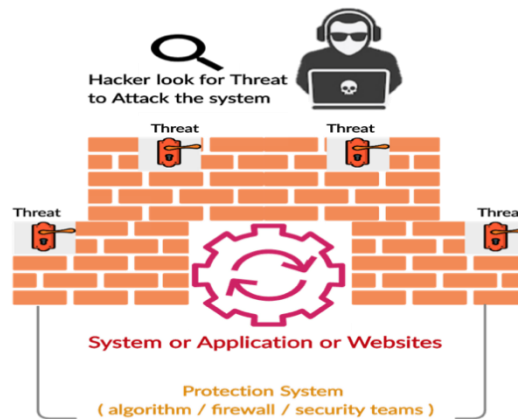 Hacker look for Threat
to Attack the system
Threat
Threat
Threat
Threat
System or Application or Websites
Protection System
( algorithm / firewall / security teams )